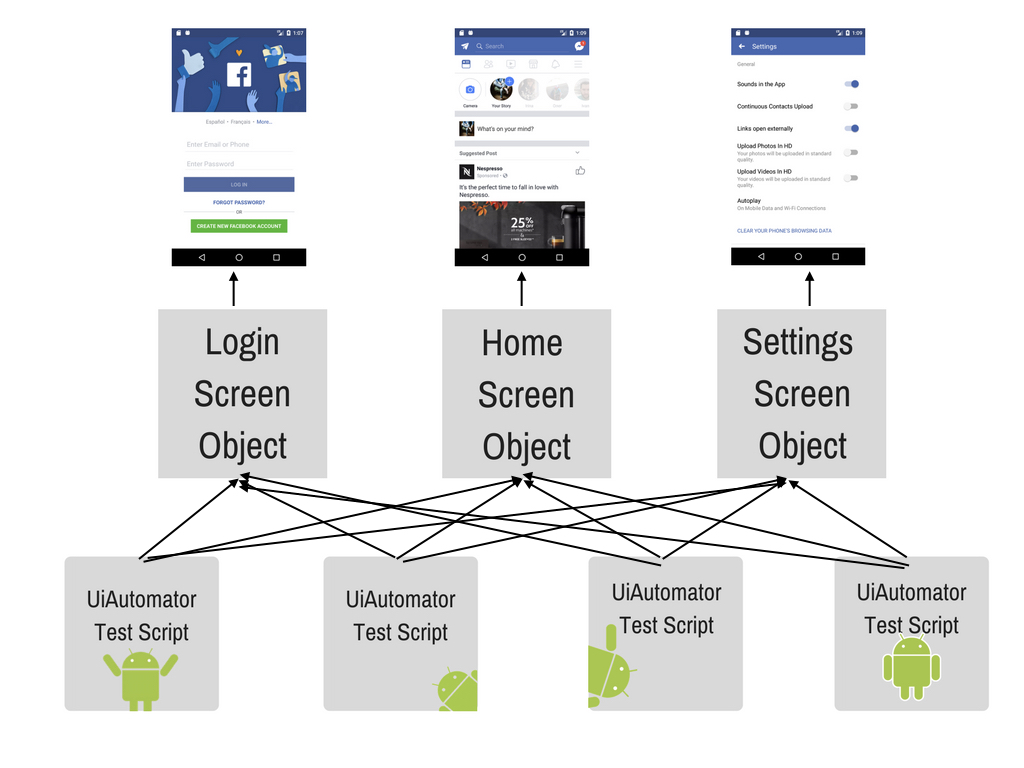 1:07
Español • Français • More...
Enter Email or Phone
Enter Password
LOG IN
FORGOT PASSWORD?
OR
CREATE NEW FACEBOOK ACCOUNT
1:09
Search
Camera
Your Story
What's on your mind?
Suggested Post
Nespresso
Sponsored •
It's the perfect time to fall in love with
Nespresso.
25%
OFF
1:09
Settings
General
Sounds in the App
Continuous Contacts Upload
Links open externally
Upload Photos In HD
Your photos will be uploaded in standard
quality.
Upload Videos In HD
Your videos will be uploaded in standard
quality.
Autoplay
On Mobile Data and Wi-Fi Connections
CLEAR YOUR PHONE'S BROWSING DATA
Login
Screen
Object
Home
Screen
Object
Settings
Screen
Object
UiAutomator
Test Script
UiAutomator
Test Script
UiAutomator
Test Script
UiAutomator
Test Script